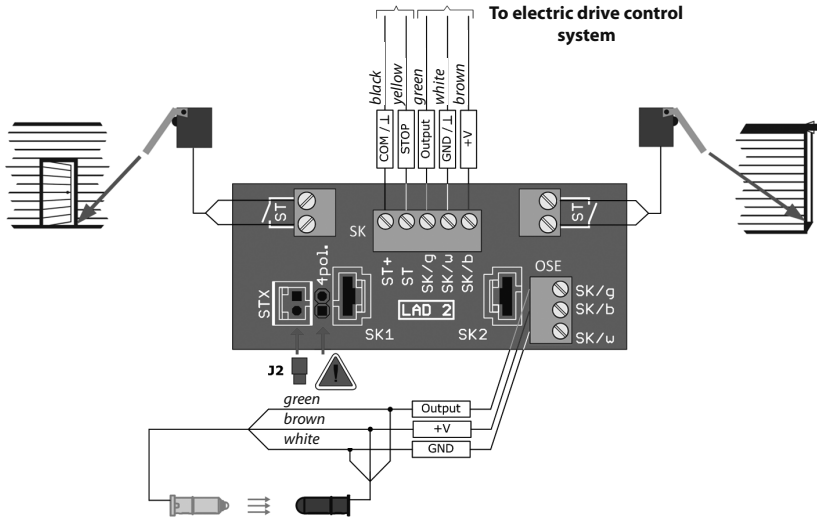 To electric drive control
system
black
yellow
green
white
brown
COM / ⊥
STOP
Output
GND / ⊥
+V
ST
ST
SK
ST+
ST
SK/g
SK/w
SK/b
OSE
SK/g
SK/b
SK/w
STX
4pol.
SK1
LAD 2
SK2
J2
!
green
Output
brown
+V
white
GND